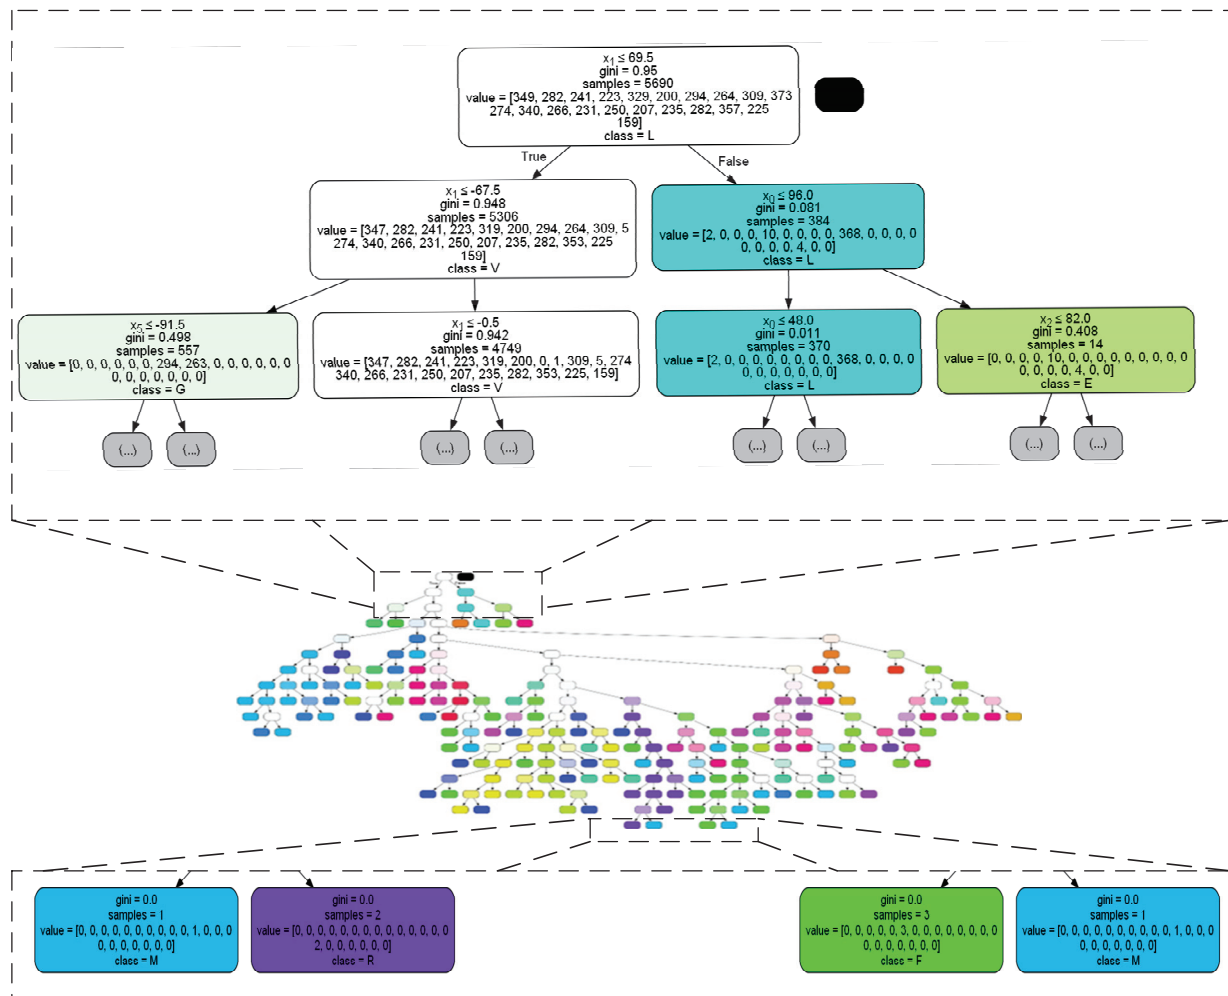 x1 ≤ 69.5
gini = 0.95
samples = 5690
value = [349, 282, 241, 223, 329, 200, 294, 264, 309, 373
274, 340, 266, 231, 250, 207, 235, 282, 357, 225
159]
class = L
True
False
x1 ≤ -67.5
gini = 0.948
samples = 5306
value = [347, 282, 241, 223, 319, 200, 294, 264, 309, 5
274, 340, 266, 231, 250, 207, 235, 282, 353, 225
159]
class = V
x0 ≤ 96.0
gini = 0.081
samples = 384
value = [2, 0, 0, 0, 10, 0, 0, 0, 0, 368, 0, 0, 0, 0
0, 0, 0, 0, 4, 0, 0]
class = L
x5 ≤ -91.5
gini = 0.498
samples = 557
value = [0, 0, 0, 0, 0, 0, 294, 263, 0, 0, 0, 0, 0, 0
0, 0, 0, 0, 0, 0, 0]
class = G
x1 ≤ -0.5
gini = 0.942
samples = 4749
value = [347, 282, 241, 223, 319, 200, 0, 1, 309, 5, 274
340, 266, 231, 250, 207, 235, 282, 353, 225, 159]
class = V
x0 ≤ 48.0
gini = 0.011
samples = 370
value = [2, 0, 0, 0, 0, 0, 0, 0, 0, 368, 0, 0, 0, 0
0, 0, 0, 0, 0, 0, 0]
class = L
x2 ≤ 82.0
gini = 0.408
samples = 14
value = [0, 0, 0, 0, 10, 0, 0, 0, 0, 0, 0, 0, 0, 0
0, 0, 0, 0, 4, 0, 0]
class = E
(...)
(...)
(...)
(...)
(...)
(...)
(...)
(...)
gini = 0.0
samples = 1
value = [0, 0, 0, 0, 0, 0, 0, 0, 0, 0, 1, 0, 0, 0
0, 0, 0, 0, 0, 0, 0]
class = M
gini = 0.0
samples = 2
value = [0, 0, 0, 0, 0, 0, 0, 0, 0, 0, 0, 0, 0, 0
2, 0, 0, 0, 0, 0, 0]
class = R
gini = 0.0
samples = 3
value = [0, 0, 0, 0, 0, 3, 0, 0, 0, 0, 0, 0, 0, 0
0, 0, 0, 0, 0, 0, 0]
class = F
gini = 0.0
samples = 1
value = [0, 0, 0, 0, 0, 0, 0, 0, 0, 0, 1, 0, 0, 0
0, 0, 0, 0, 0, 0, 0]
class = M